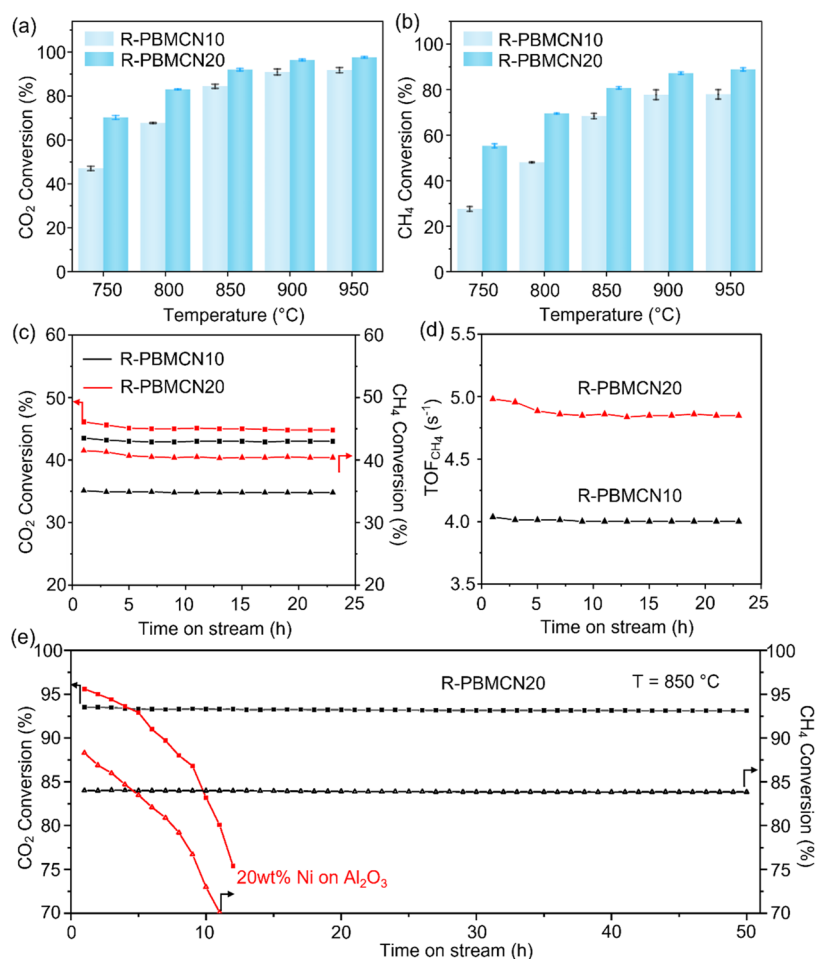 (a)
R-PBMCN10
R-PBMCN20
CO₂ Conversion (%)
100
80
60
40
20
0
750 800 850 900 950
Temperature (°C)
(b)
R-PBMCN10
R-PBMCN20
CH₄ Conversion (%)
100
80
60
40
20
0
750 800 850 900 950
Temperature (°C)
(c)
R-PBMCN10
R-PBMCN20
CO₂ Conversion (%)
60
50
40
30
20
CH₄ Conversion (%)
60
50
40
30
20
0 5 10 15 20 25
Time on stream (h)
(d)
R-PBMCN20
R-PBMCN10
TOF CH₄ (s⁻¹)
5.5
5.0
4.5
4.0
3.5
0 5 10 15 20 25
Time on stream (h)
(e)
R-PBMCN20 T = 850 °C
20wt% Ni on Al₂O₃
CO₂ Conversion (%)
100
95
90
85
80
75
70
CH₄ Conversion (%)
100
95
90
85
80
75
70
0 10 20 30 40 50
Time on stream (h)